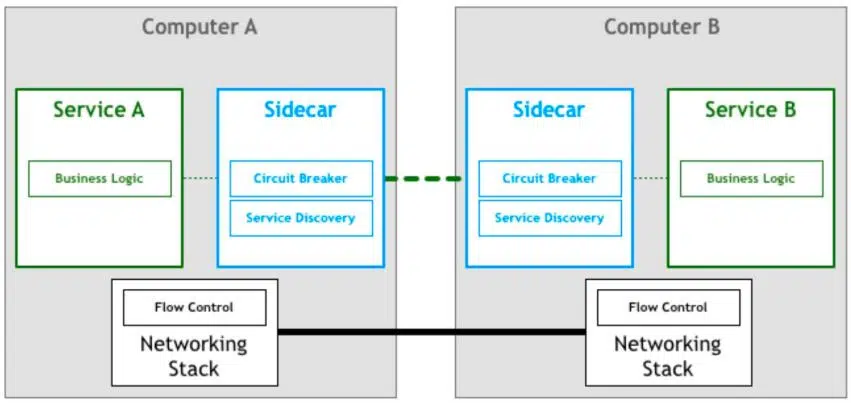 Computer A
Service A
Business Logic
Sidecar
Circuit Breaker
Service Discovery
Flow Control
Networking
Stack
Computer B
Sidecar
Circuit Breaker
Service Discovery
Service B
Business Logic
Flow Control
Networking
Stack